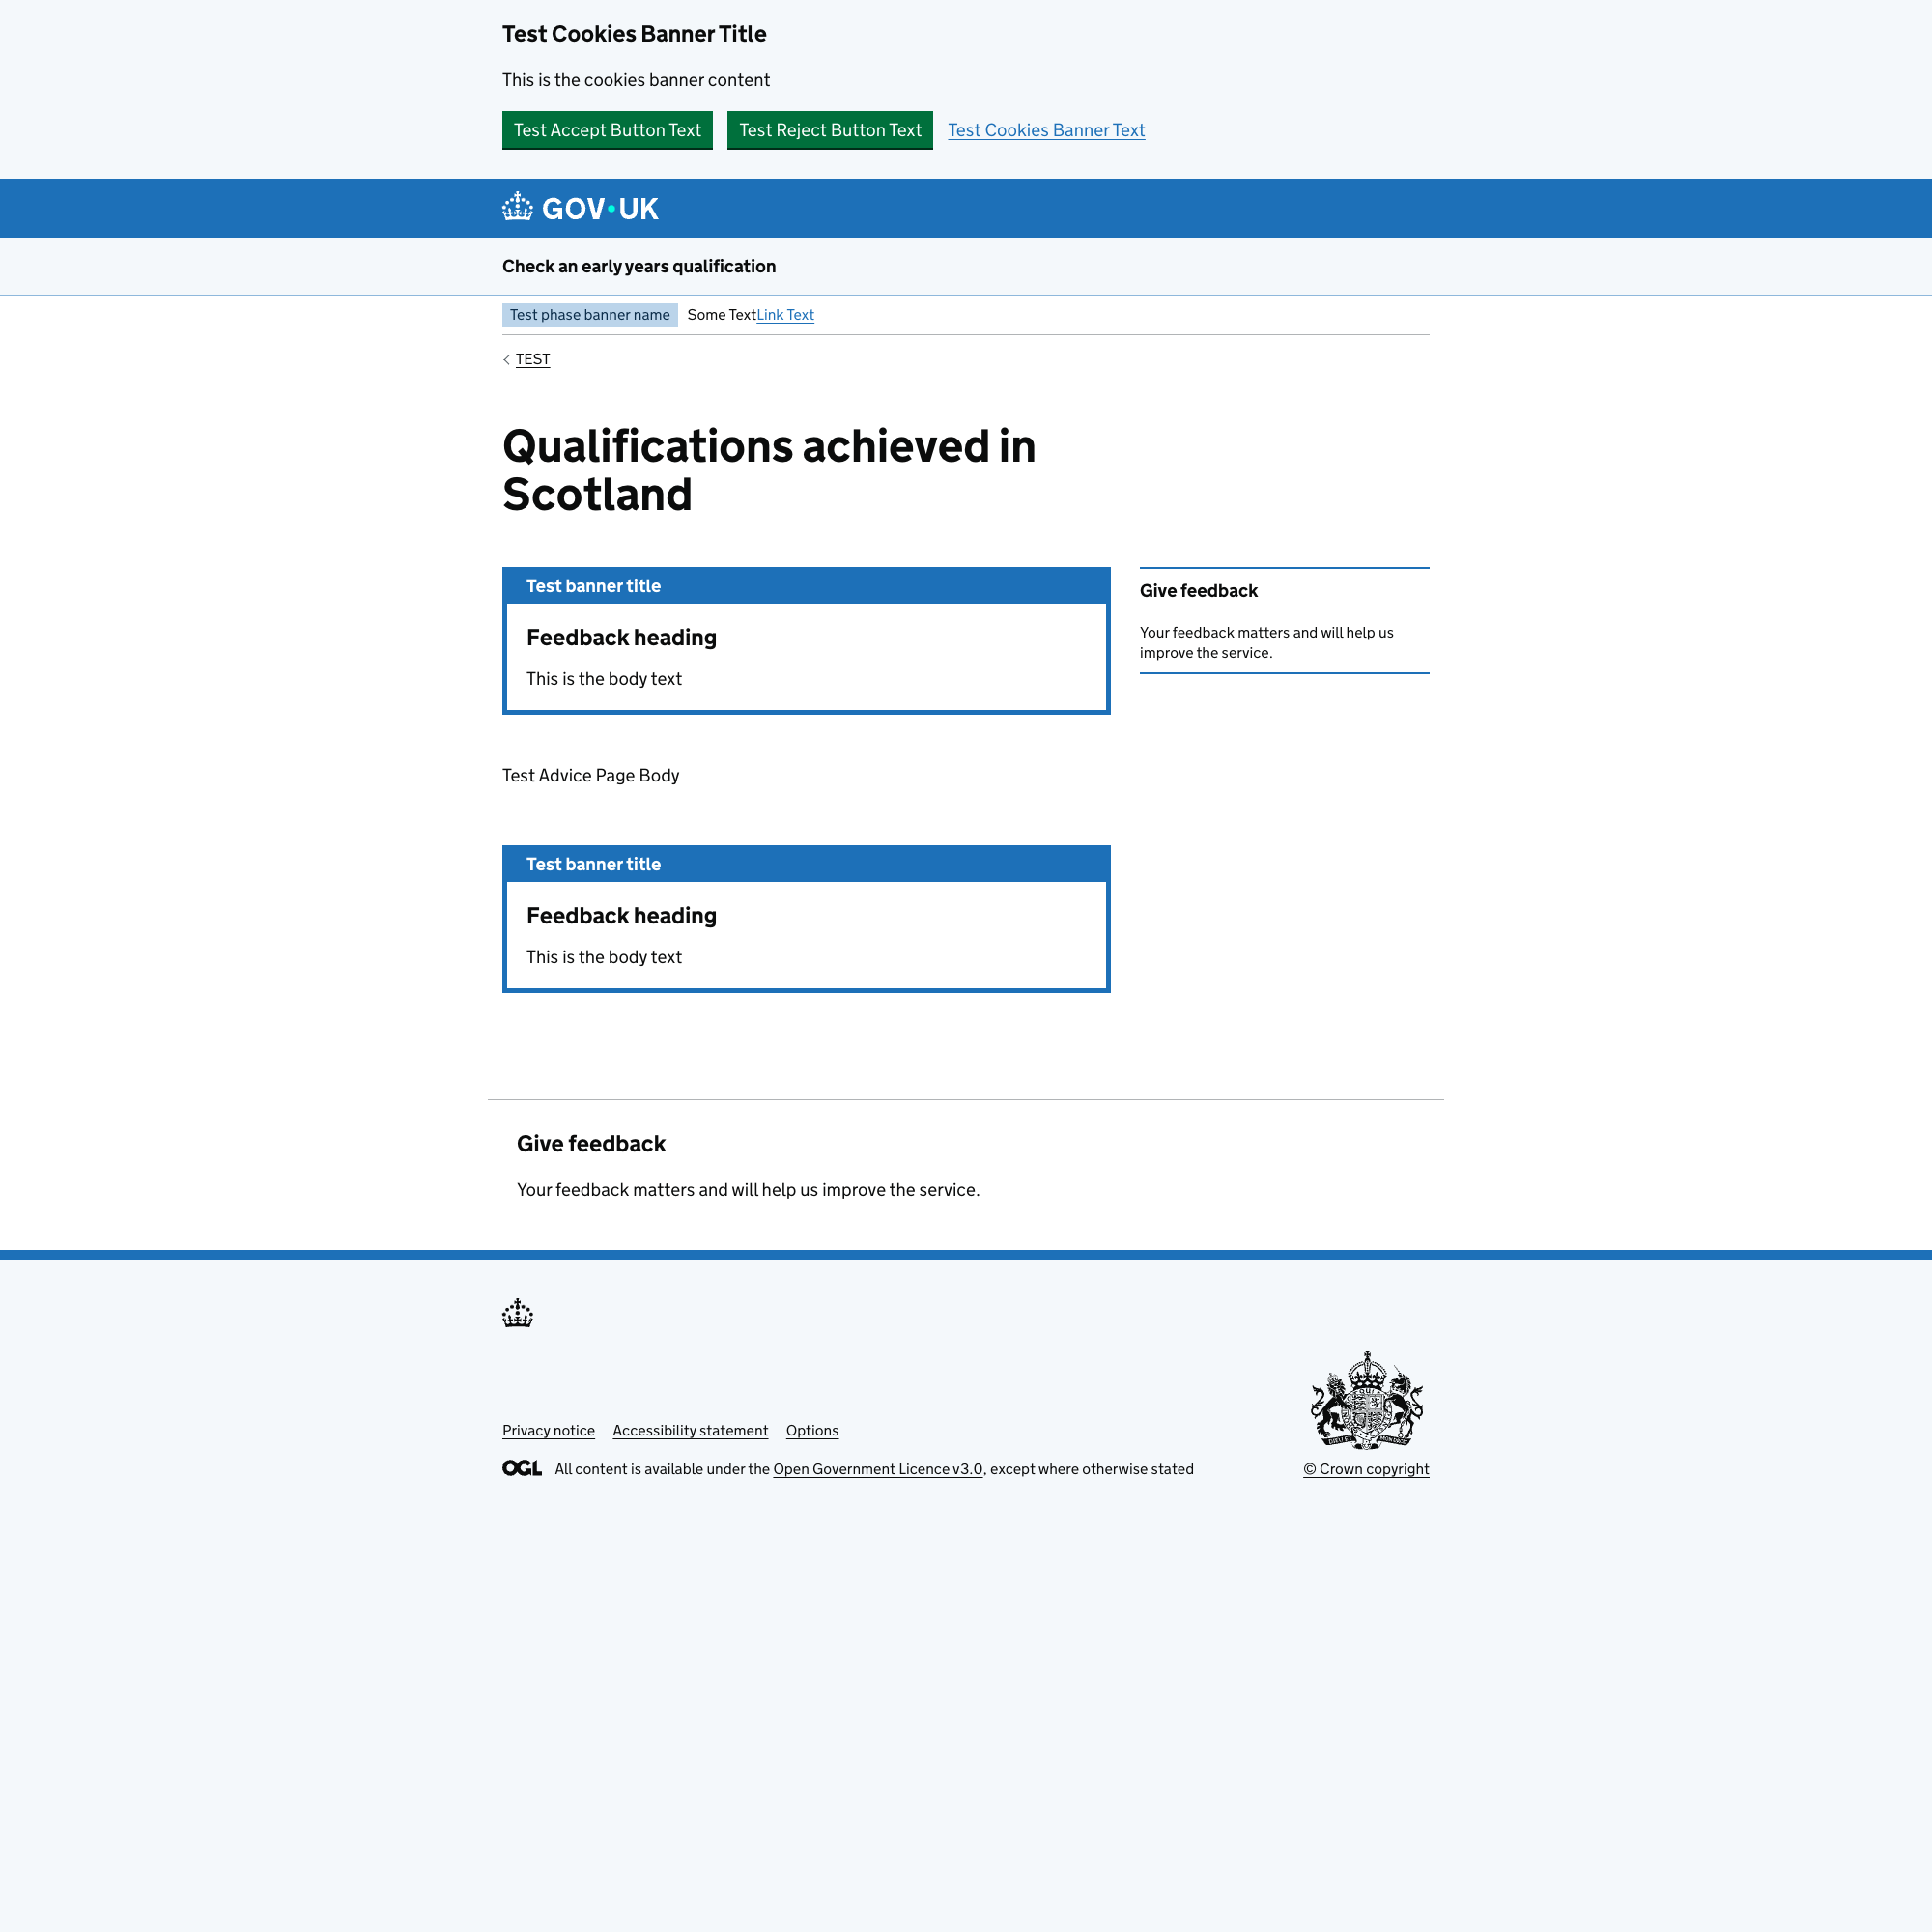 Test Cookies Banner Title
This is the cookies banner content
Test Accept Button Text
Test Reject Button Text
Test Cookies Banner Text
GOV·UK
Check an early years qualification
Test phase banner name
Some TextLink Text
TEST
Qualifications achieved in
Scotland
Test banner title
Feedback heading
This is the body text
Give feedback
Your feedback matters and will help us
improve the service.
Test Advice Page Body
Test banner title
Feedback heading
This is the body text
Give feedback
Your feedback matters and will help us improve the service.
Privacy notice
Accessibility statement
Options
OGL
All content is available under the Open Government Licence v3.0, except where otherwise stated
© Crown copyright